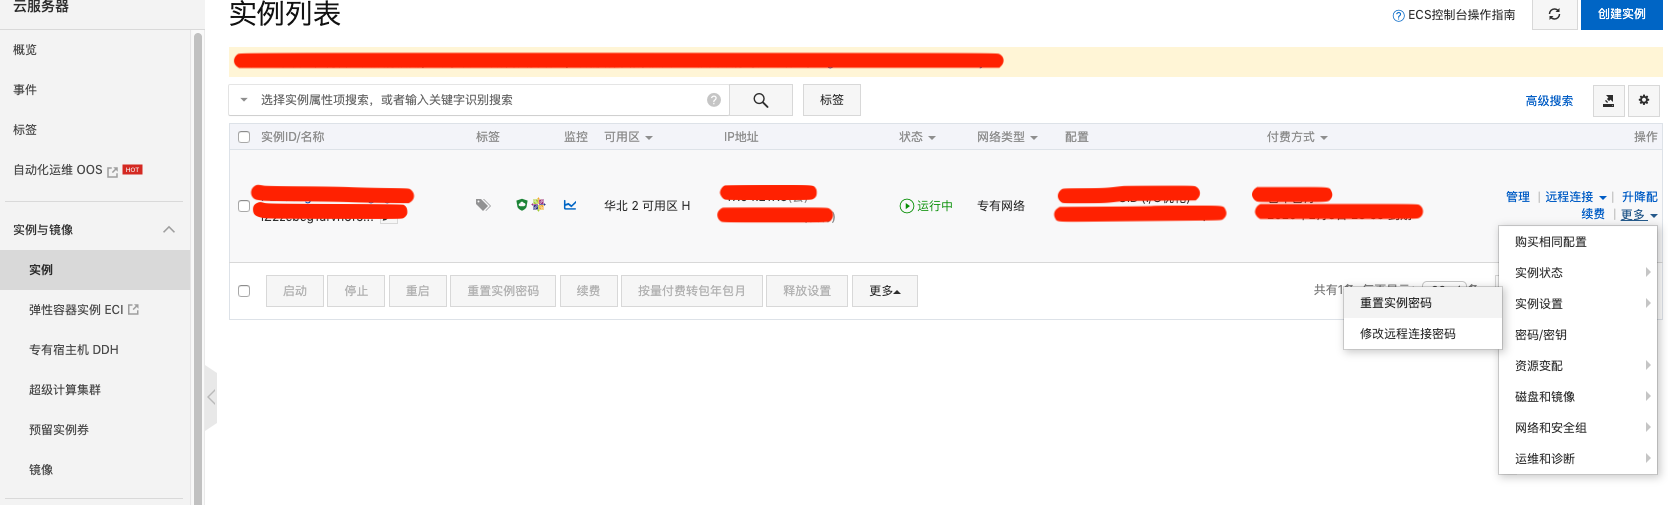 云服务器
实例列表
ECS控制台操作指南
创建实例
概览
事件
标签
自动化运维 OOS HOT
实例与镜像
实例
弹性容器实例 ECI
专有宿主机 DDH
超级计算集群
预留实例券
镜像
选择实例属性项搜索，或者输入关键字识别搜索
标签
高级搜索
实例ID/名称 标签 监控 可用区 IP地址 状态 网络类型 配置 付费方式 操作
华北 2 可用区 H 运行中 专有网络
管理 | 远程连接 | 升降配
续费 | 更多
启动 停止 重启 重置实例密码 续费 按量付费转包年包月 释放设置 更多
共有1条
重置实例密码
修改远程连接密码
购买相同配置
实例状态
实例设置
密码/密钥
资源变配
磁盘和镜像
网络和安全组
运维和诊断